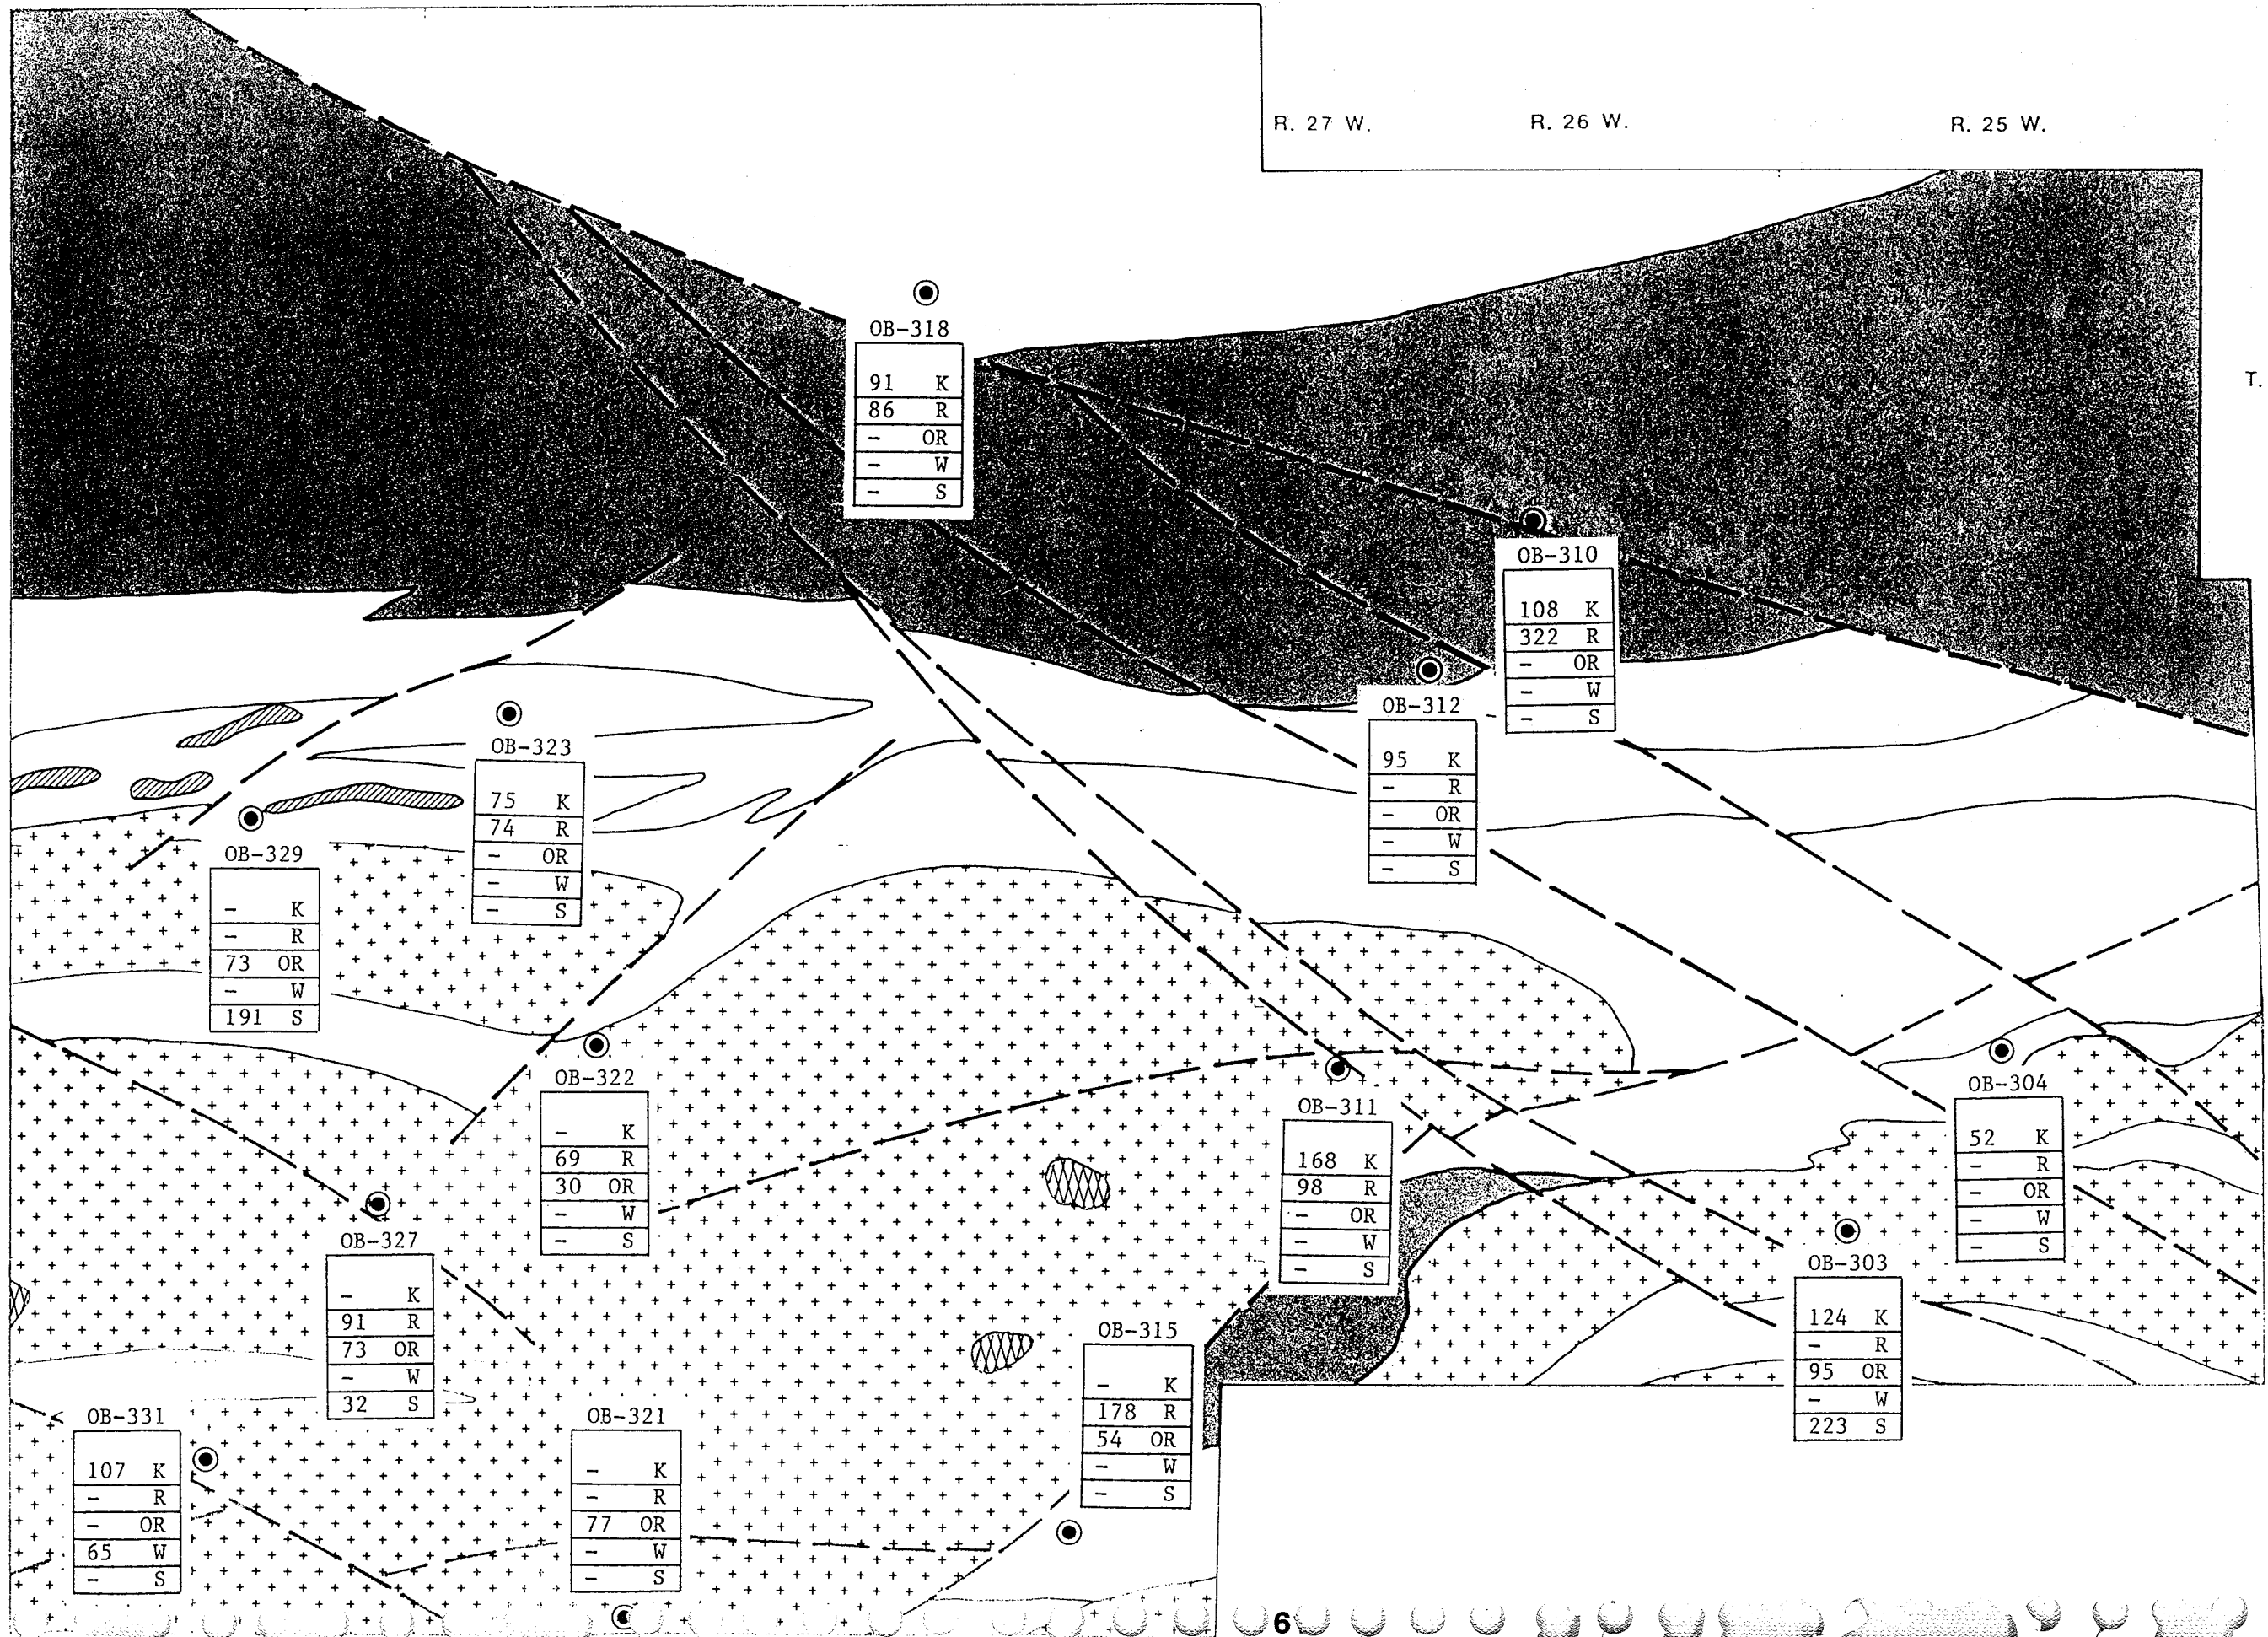 R. 27 W.
R. 26 W.
R. 25 W.
T.
OB-318
91 K
86 R
- OR
- W
- S
OB-310
108 K
322 R
- OR
- W
- S
OB-312
95 K
- R
- OR
- W
- S
OB-323
75 K
74 R
- OR
- W
- S
OB-329
- K
- R
73 OR
- W
191 S
OB-322
- K
69 R
30 OR
- W
- S
OB-304
52 K
- R
- OR
- W
- S
OB-311
168 K
98 R
- OR
- W
- S
OB-327
- K
91 R
73 OR
- W
32 S
OB-303
124 K
- R
95 OR
- W
223 S
OB-315
- K
178 R
54 OR
- W
- S
OB-331
107 K
- R
- OR
65 W
- S
OB-321
- K
- R
77 OR
- W
- S
6